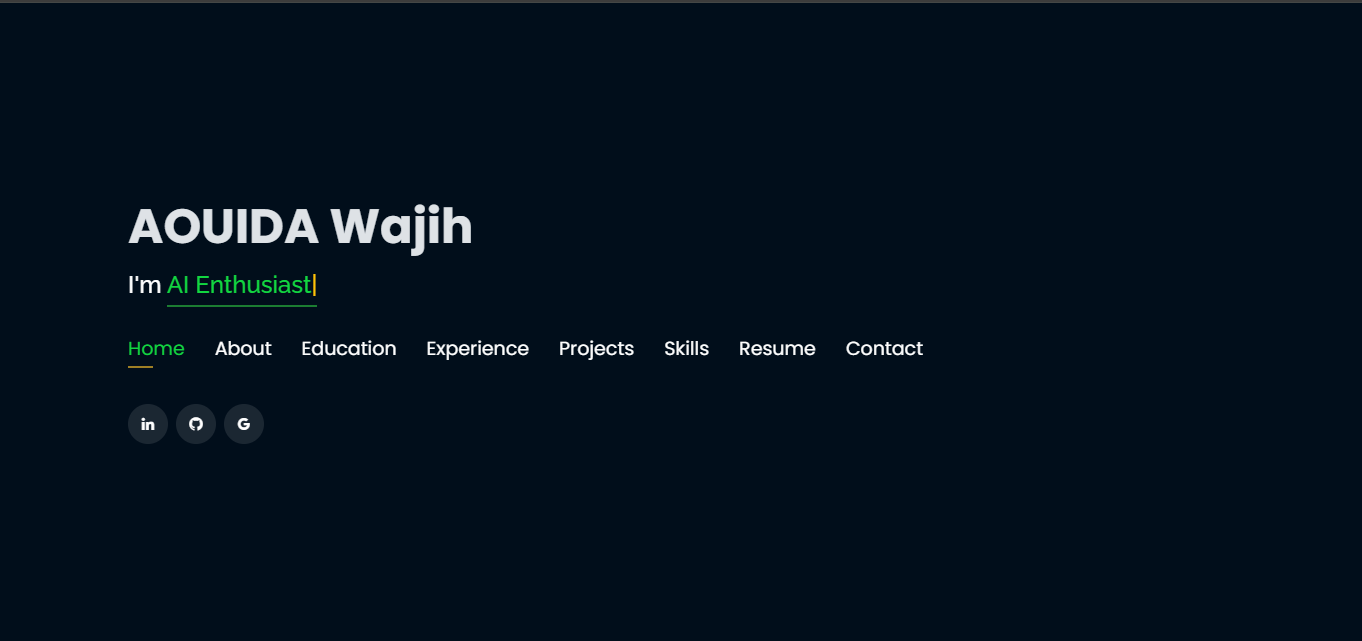 AOUIDA Wajih
I'm AI Enthusiast|
Home About Education Experience Projects Skills Resume Contact
in G